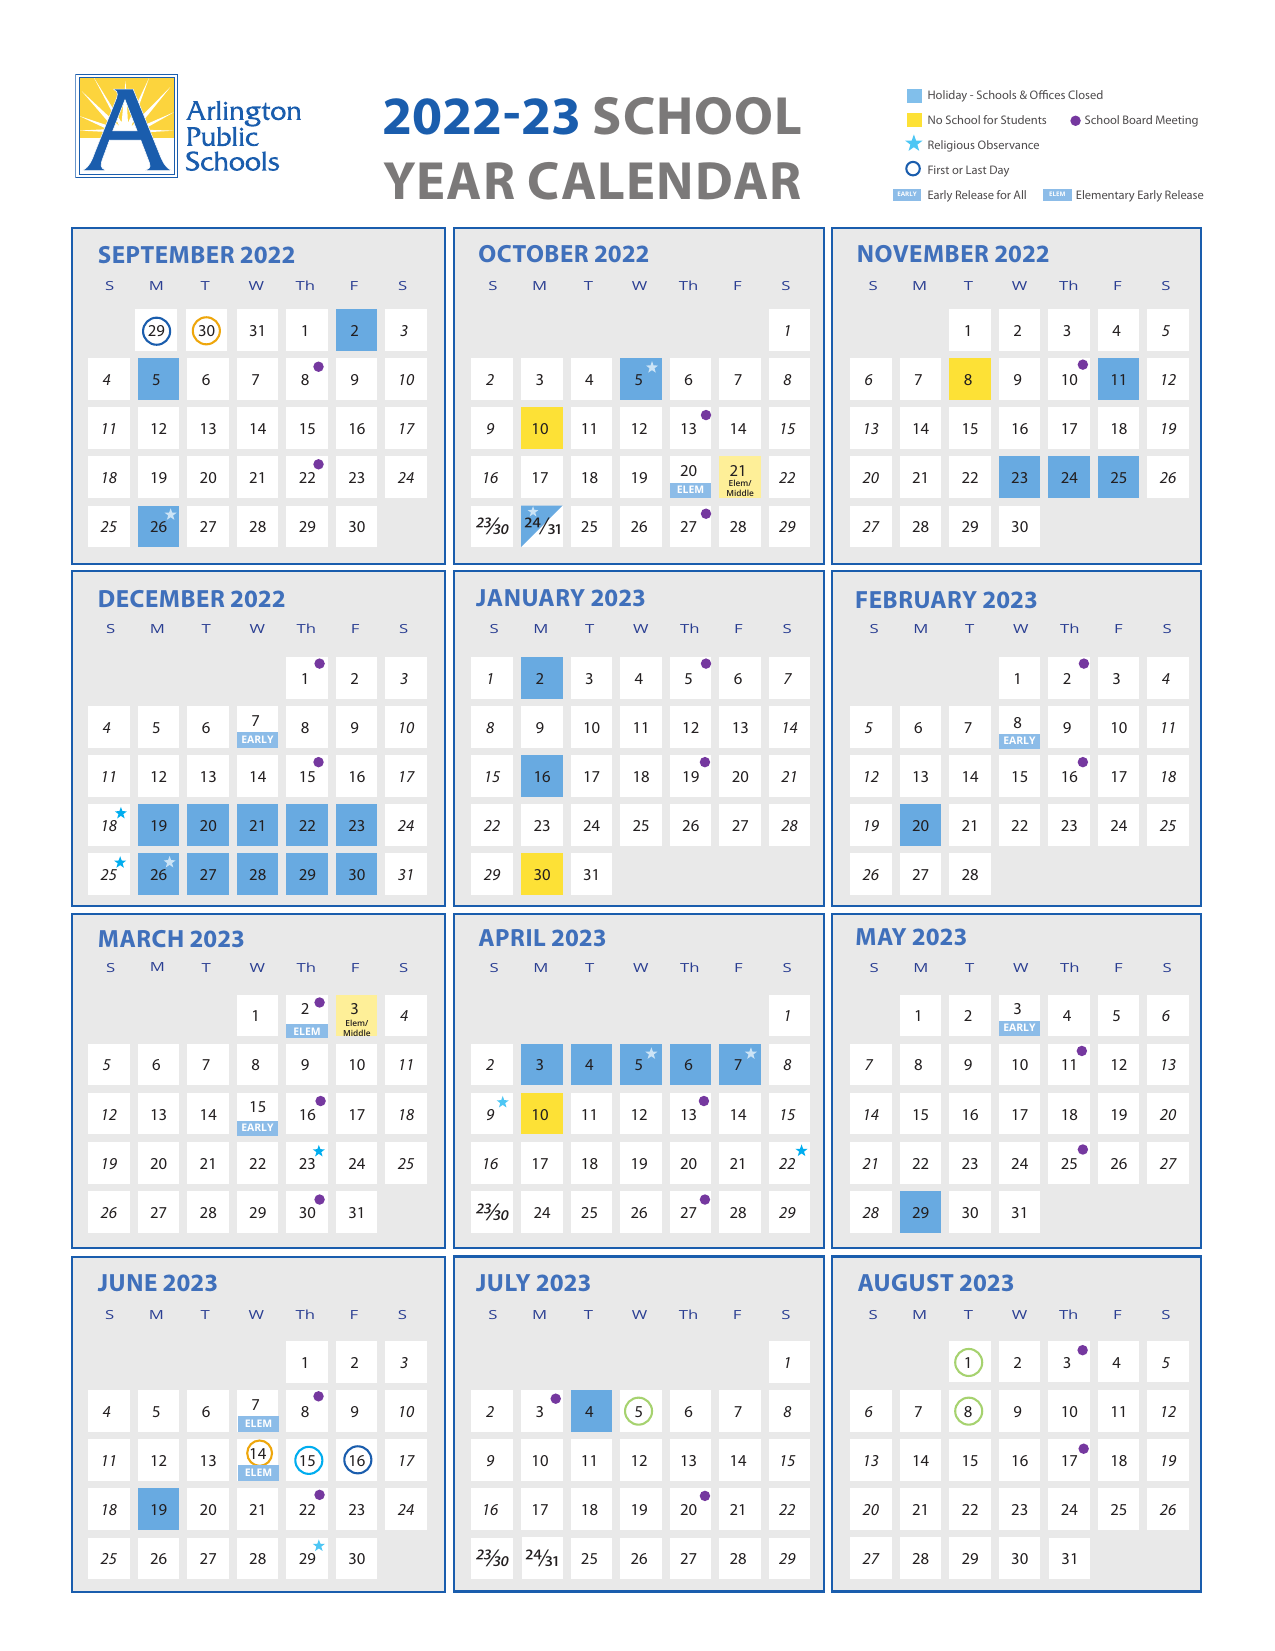 Arlington
Public
Schools
2022-23 SCHOOL
YEAR CALENDAR
Holiday - Schools & Offices Closed
No School for Students School Board Meeting
Religious Observance
First or Last Day
EARLY Early Release for All ELEM Elementary Early Release
SEPTEMBER 2022
S M T W Th F S
29 30 31 1 2 3
4 5 6 7 8 9 10
11 12 13 14 15 16 17
18 19 20 21 22 23 24
25 26 27 28 29 30
OCTOBER 2022
S M T W Th F S
1
2 3 4 5 6 7 8
9 10 11 12 13 14 15
16 17 18 19 20 21 22
ELEM Elem/
Middle
23/30 24/31 25 26 27 28 29
NOVEMBER 2022
S M T W Th F S
1 2 3 4 5
6 7 8 9 10 11 12
13 14 15 16 17 18 19
20 21 22 23 24 25 26
27 28 29 30
DECEMBER 2022
S M T W Th F S
1 2 3
4 5 6 7 8 9 10
EARLY
11 12 13 14 15 16 17
18 19 20 21 22 23 24
25 26 27 28 29 30 31
JANUARY 2023
S M T W Th F S
1 2 3 4 5 6 7
8 9 10 11 12 13 14
15 16 17 18 19 20 21
22 23 24 25 26 27 28
29 30 31
FEBRUARY 2023
S M T W Th F S
1 2 3 4
5 6 7 8 9 10 11
EARLY
12 13 14 15 16 17 18
19 20 21 22 23 24 25
26 27 28
MARCH 2023
S M T W Th F S
1 2 3 4
ELEM Elem/
Middle
5 6 7 8 9 10 11
12 13 14 15 16 17 18
EARLY
19 20 21 22 23 24 25
26 27 28 29 30 31
APRIL 2023
S M T W Th F S
1
2 3 4 5 6 7 8
9 10 11 12 13 14 15
16 17 18 19 20 21 22
23/30 24 25 26 27 28 29
MAY 2023
S M T W Th F S
1 2 3 4 5 6
EARLY
7 8 9 10 11 12 13
14 15 16 17 18 19 20
21 22 23 24 25 26 27
28 29 30 31
JUNE 2023
S M T W Th F S
1 2 3
4 5 6 7 8 9 10
ELEM
11 12 13 14 15 16 17
ELEM
18 19 20 21 22 23 24
25 26 27 28 29 30
JULY 2023
S M T W Th F S
1
2 3 4 5 6 7 8
9 10 11 12 13 14 15
16 17 18 19 20 21 22
23/30 24/31 25 26 27 28 29
AUGUST 2023
S M T W Th F S
1 2 3 4 5
6 7 8 9 10 11 12
13 14 15 16 17 18 19
20 21 22 23 24 25 26
27 28 29 30 31